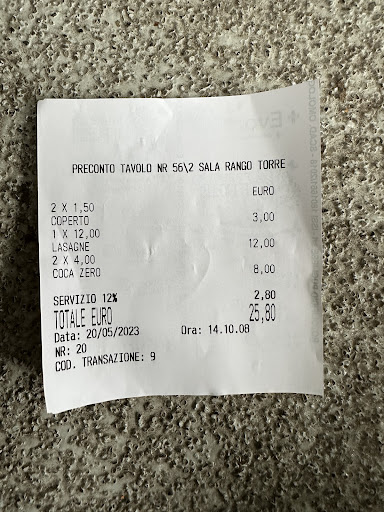 PRECONTO TAVOLO NR 56\2 SALA RANGO TORRE
EURO
2 X 1,50
COPERTO 3,00
1 X 12,00
LASAGNE 12,00
2 X 4,00
COCA ZERO 8,00
SERVIZIO 12% 2,80
TOTALE EURO 25,80
Data: 20/05/2023 Ora: 14.10.08
NR: 20
COD. TRANSAZIONE: 9